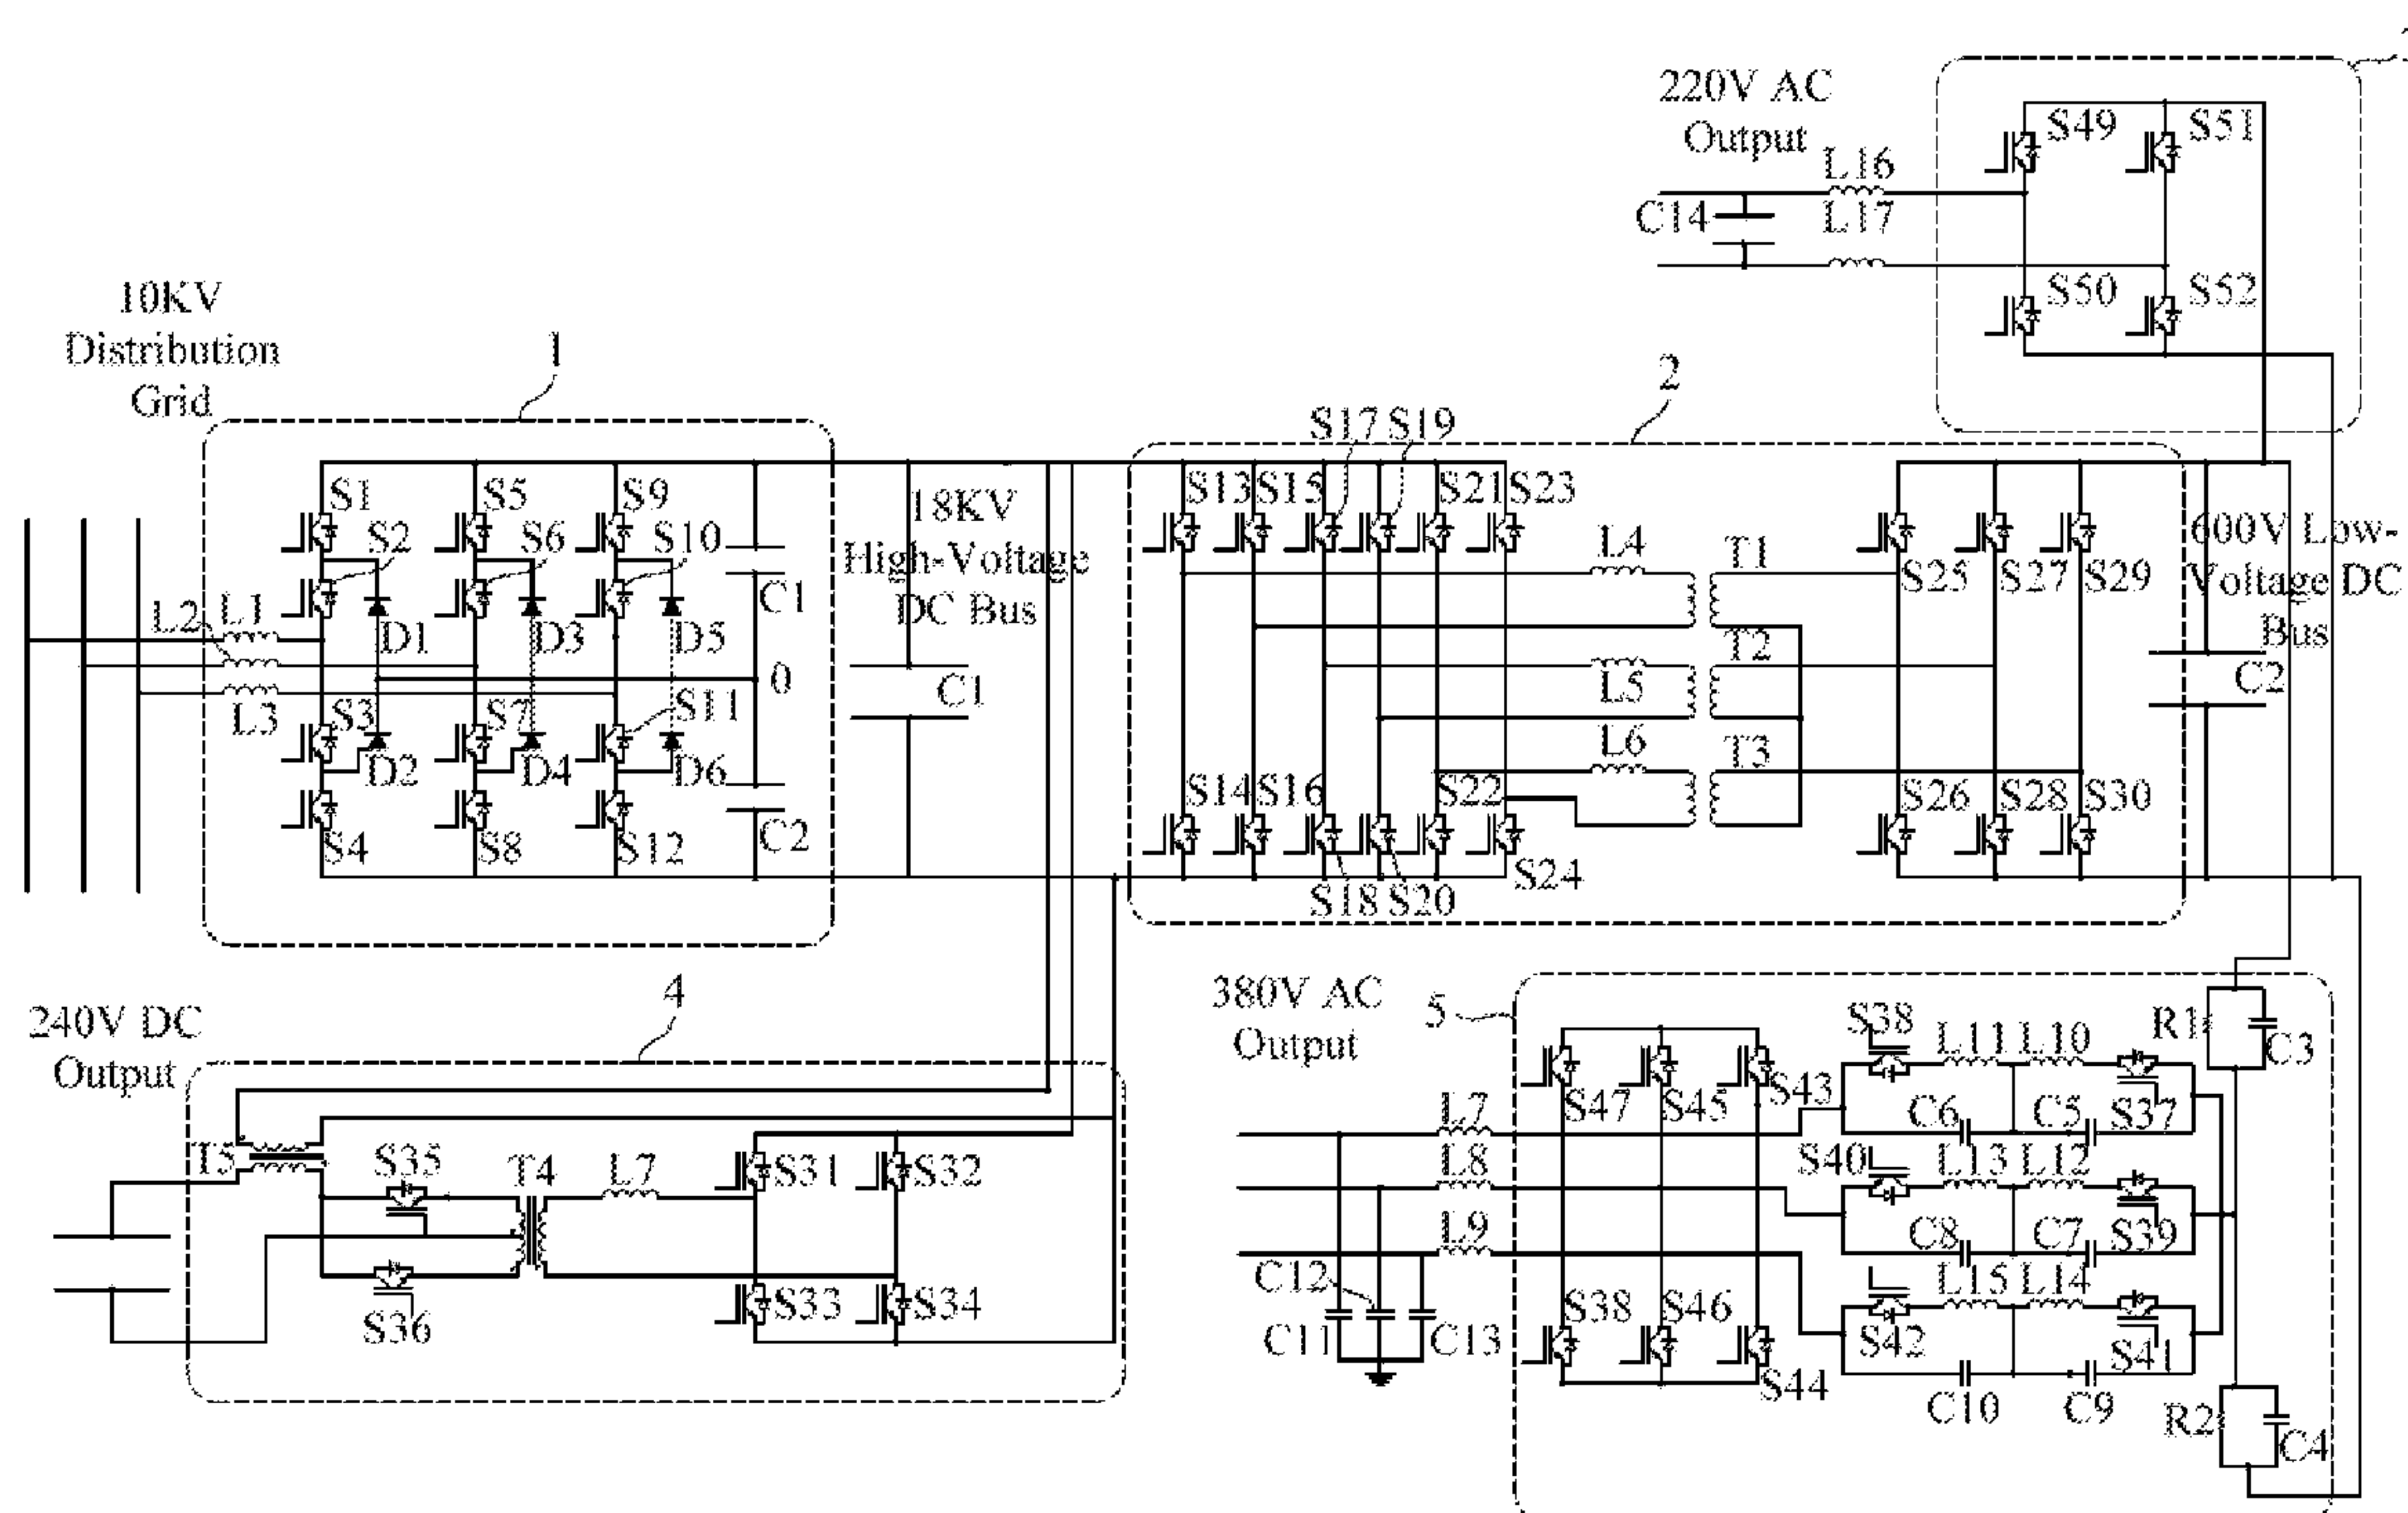 220V AC
Output
S49
S51
L16
C14
L17
S50
S52
10KV
Distribution
Grid
1
2
S1
S5
S9
S2
S6
S10
C1
L2
L1
D1
D3
D5
0
L3
S3
S7
S11
D2
D4
D6
S4
S8
S12
C2
18KV
High-Voltage
DC Bus
C1
S17
S19
S13
S15
S21
S23
L4
T1
S25
S27
S29
600V Low-
Voltage DC
Bus
T2
L5
C2
L6
T3
S14
S16
S22
S26
S28
S30
S18
S20
S24
240V DC
Output
4
T5
S35
T4
L7
S31
S32
S36
S33
S34
380V AC
Output
5
S38
L11
L10
R1
C3
S47
S45
S43
L7
C6
C5
S37
L8
S40
L13
L12
L9
C8
C7
S39
C12
L15
L14
C11
C13
S38
S46
S42
S41
S44
C10
C9
R2
C4